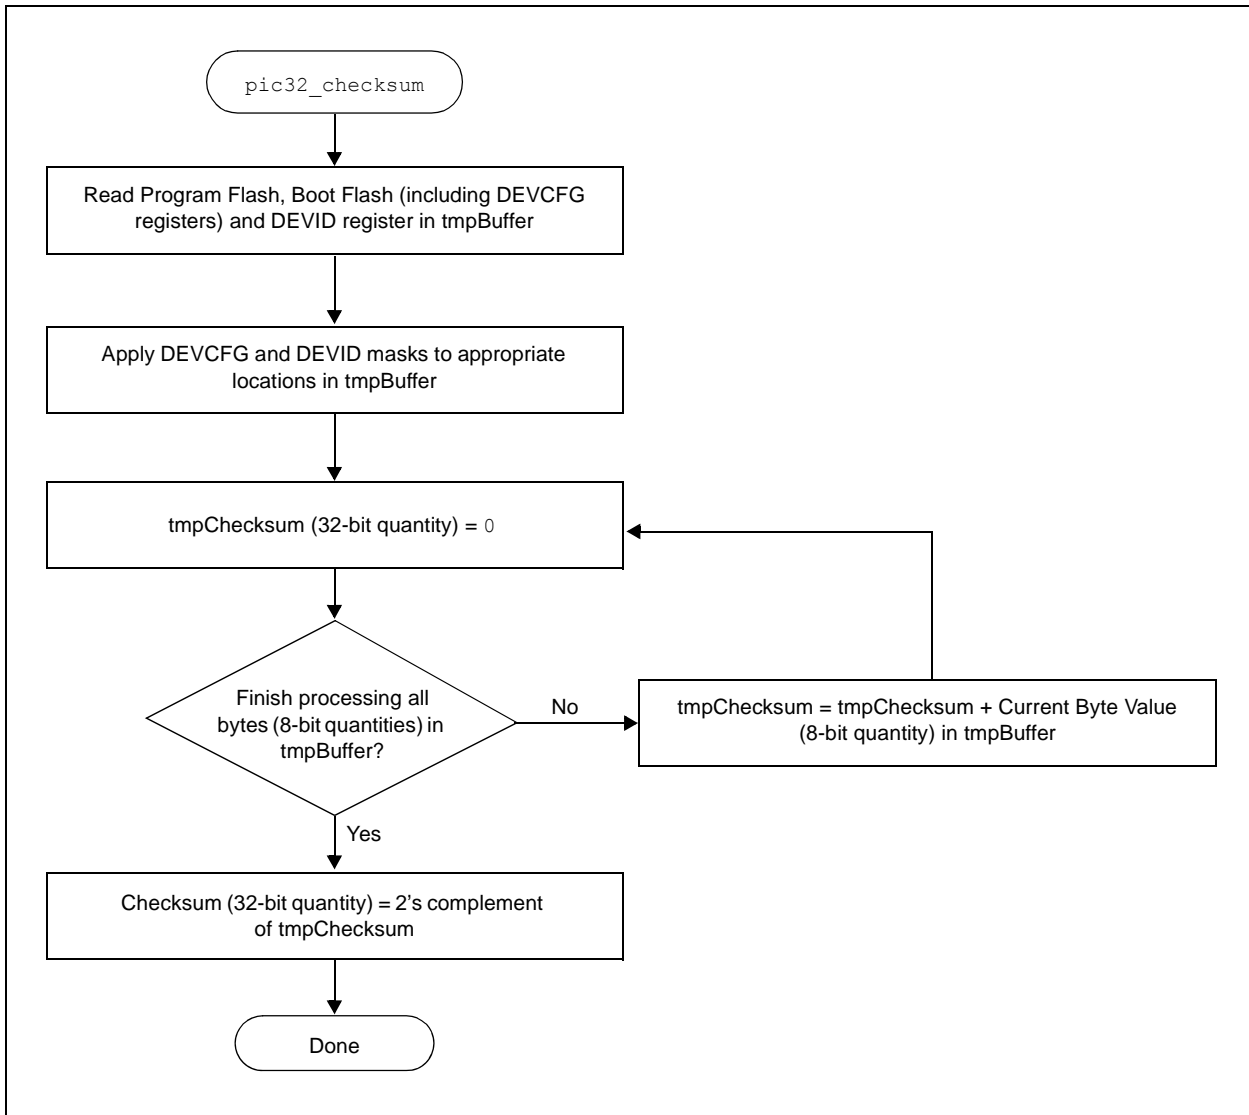 pic32_checksum
Read Program Flash, Boot Flash (including DEVCFG
registers) and DEVID register in tmpBuffer
Apply DEVCFG and DEVID masks to appropriate
locations in tmpBuffer
tmpChecksum (32-bit quantity) = 0
Finish processing all
bytes (8-bit quantities) in
tmpBuffer?
No
tmpChecksum = tmpChecksum + Current Byte Value
(8-bit quantity) in tmpBuffer
Yes
Checksum (32-bit quantity) = 2's complement
of tmpChecksum
Done